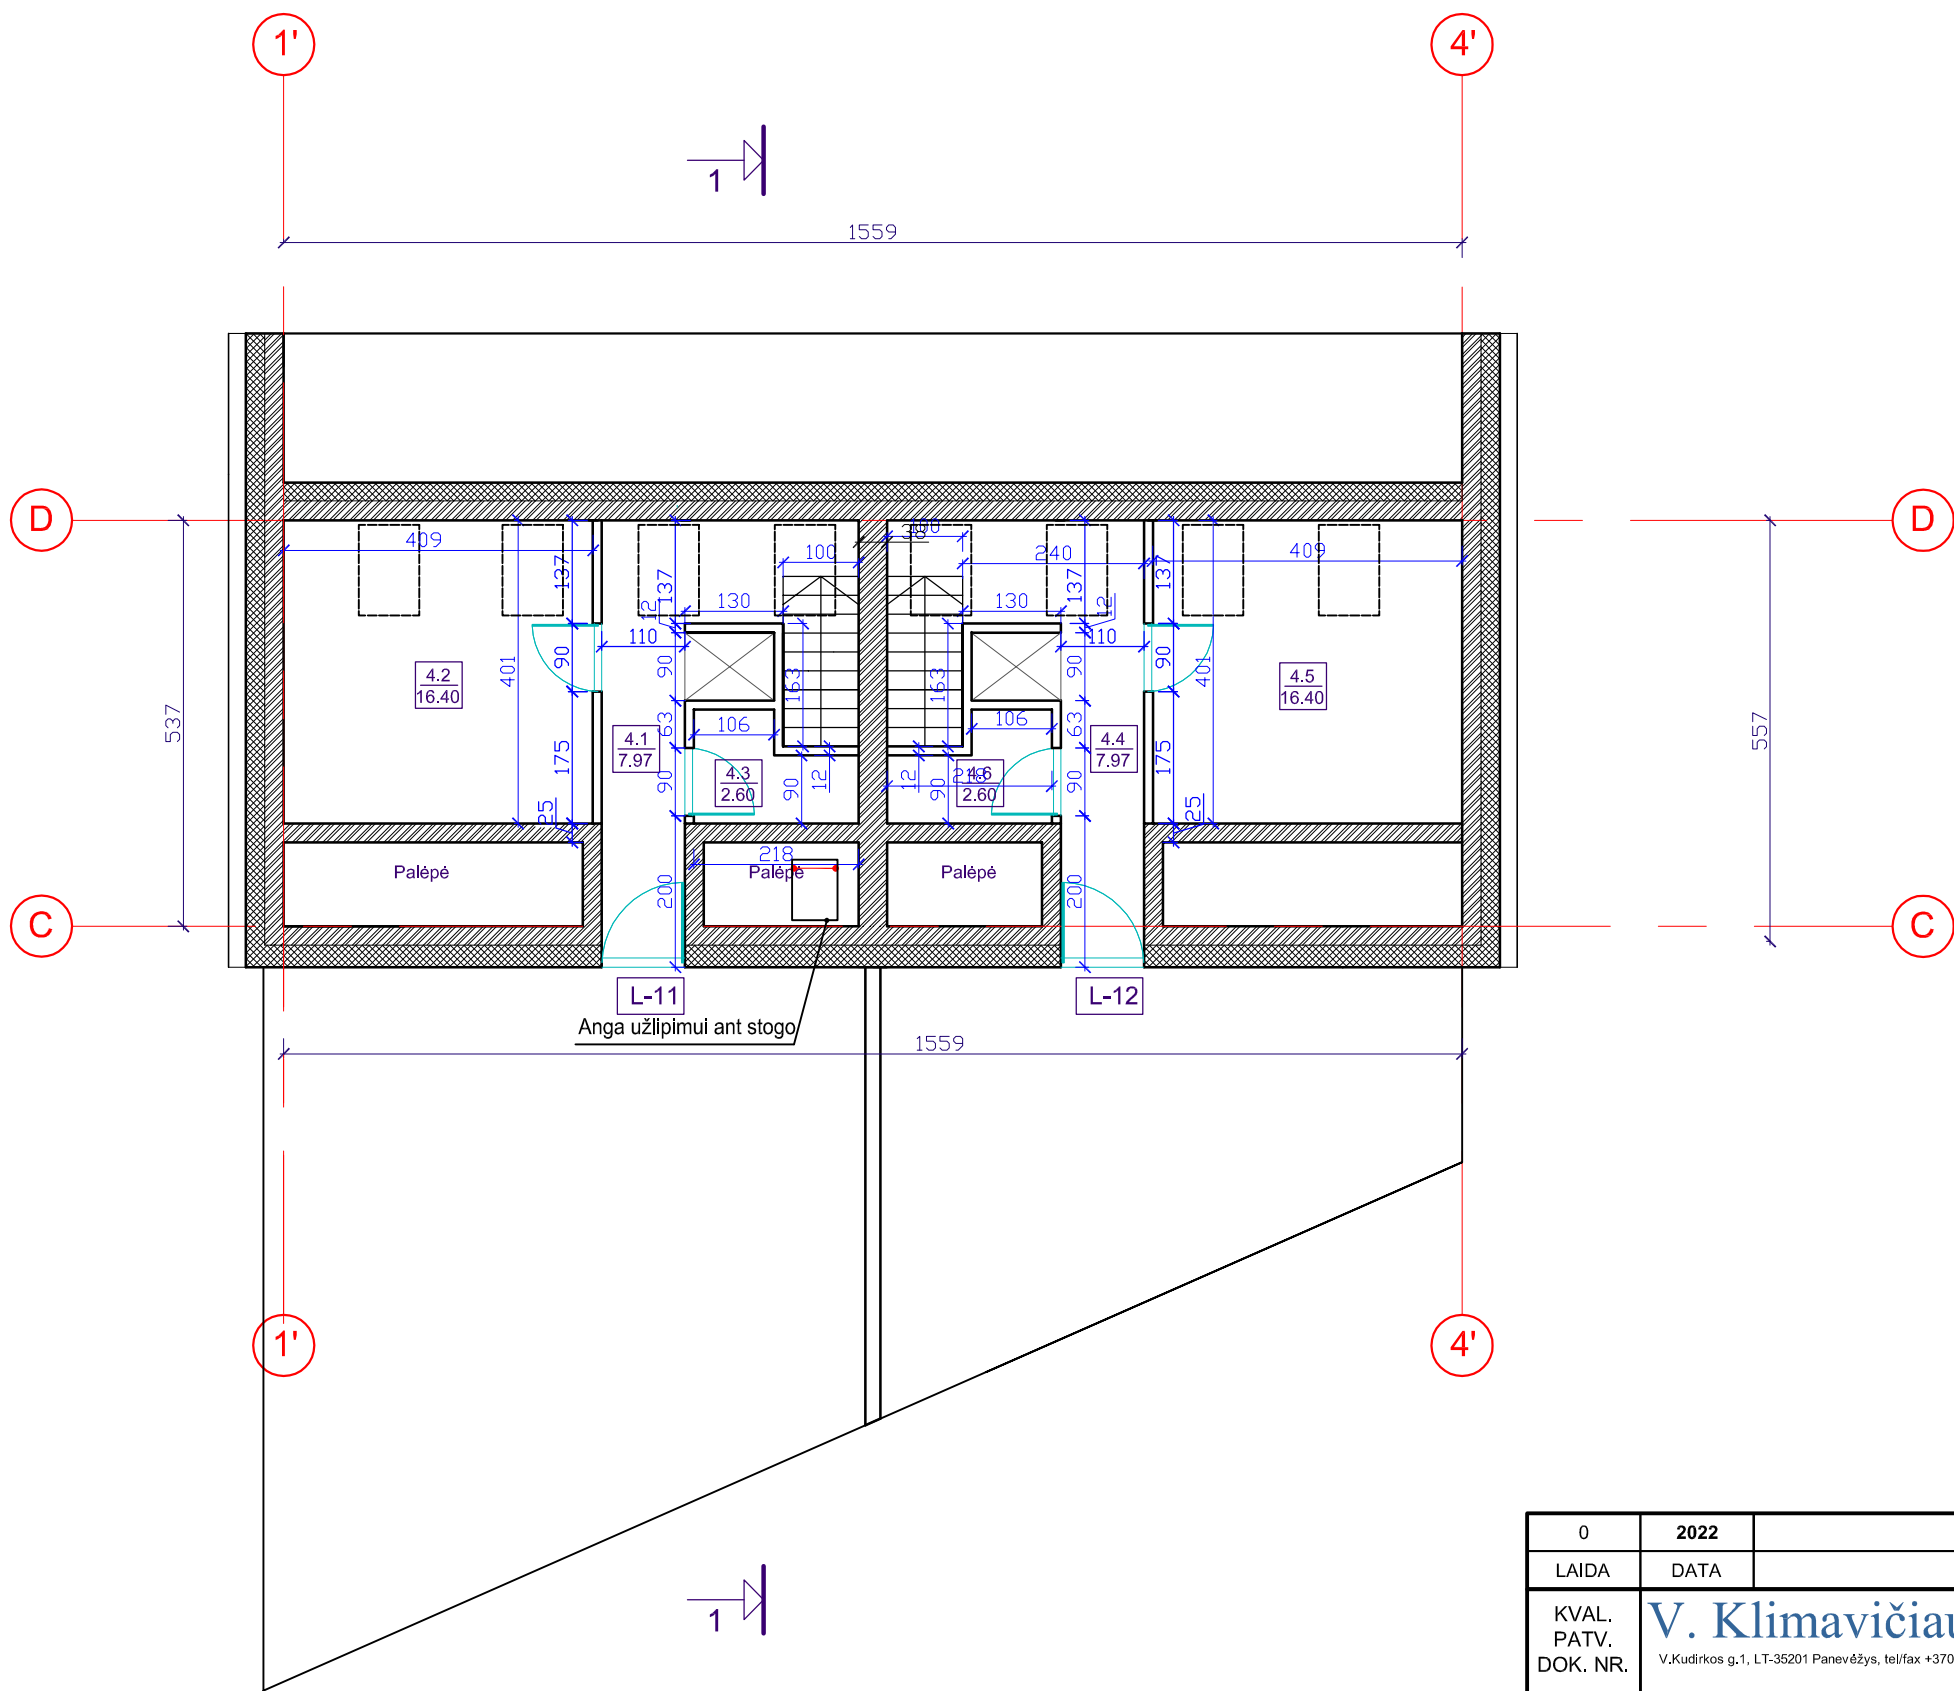 1' 4'
1
1559
D D
409 100 38 100 240 409
137 137 137 137
12 130 130 12
110 110
401 90 90 163 163 90 90 401
4.2 4.5
16.40 16.40
537 557
106 106
63 63
4.1 4.4
7.97 7.97
175 175
4.3 4.6
2.60 2.60
90 90 12 12 90 218 90
25 25
218
Palėpė Palėpė Palėpė
200 200
C C
L-11 L-12
Anga užlipimui ant stogo
1559
1' 4'
1
0 2022
LAIDA DATA
KVAL.
PATV.
DOK. NR.
V. Klimavičiau
V.Kudirkos g.1, LT-35201 Panevėžys, tel/fax +370